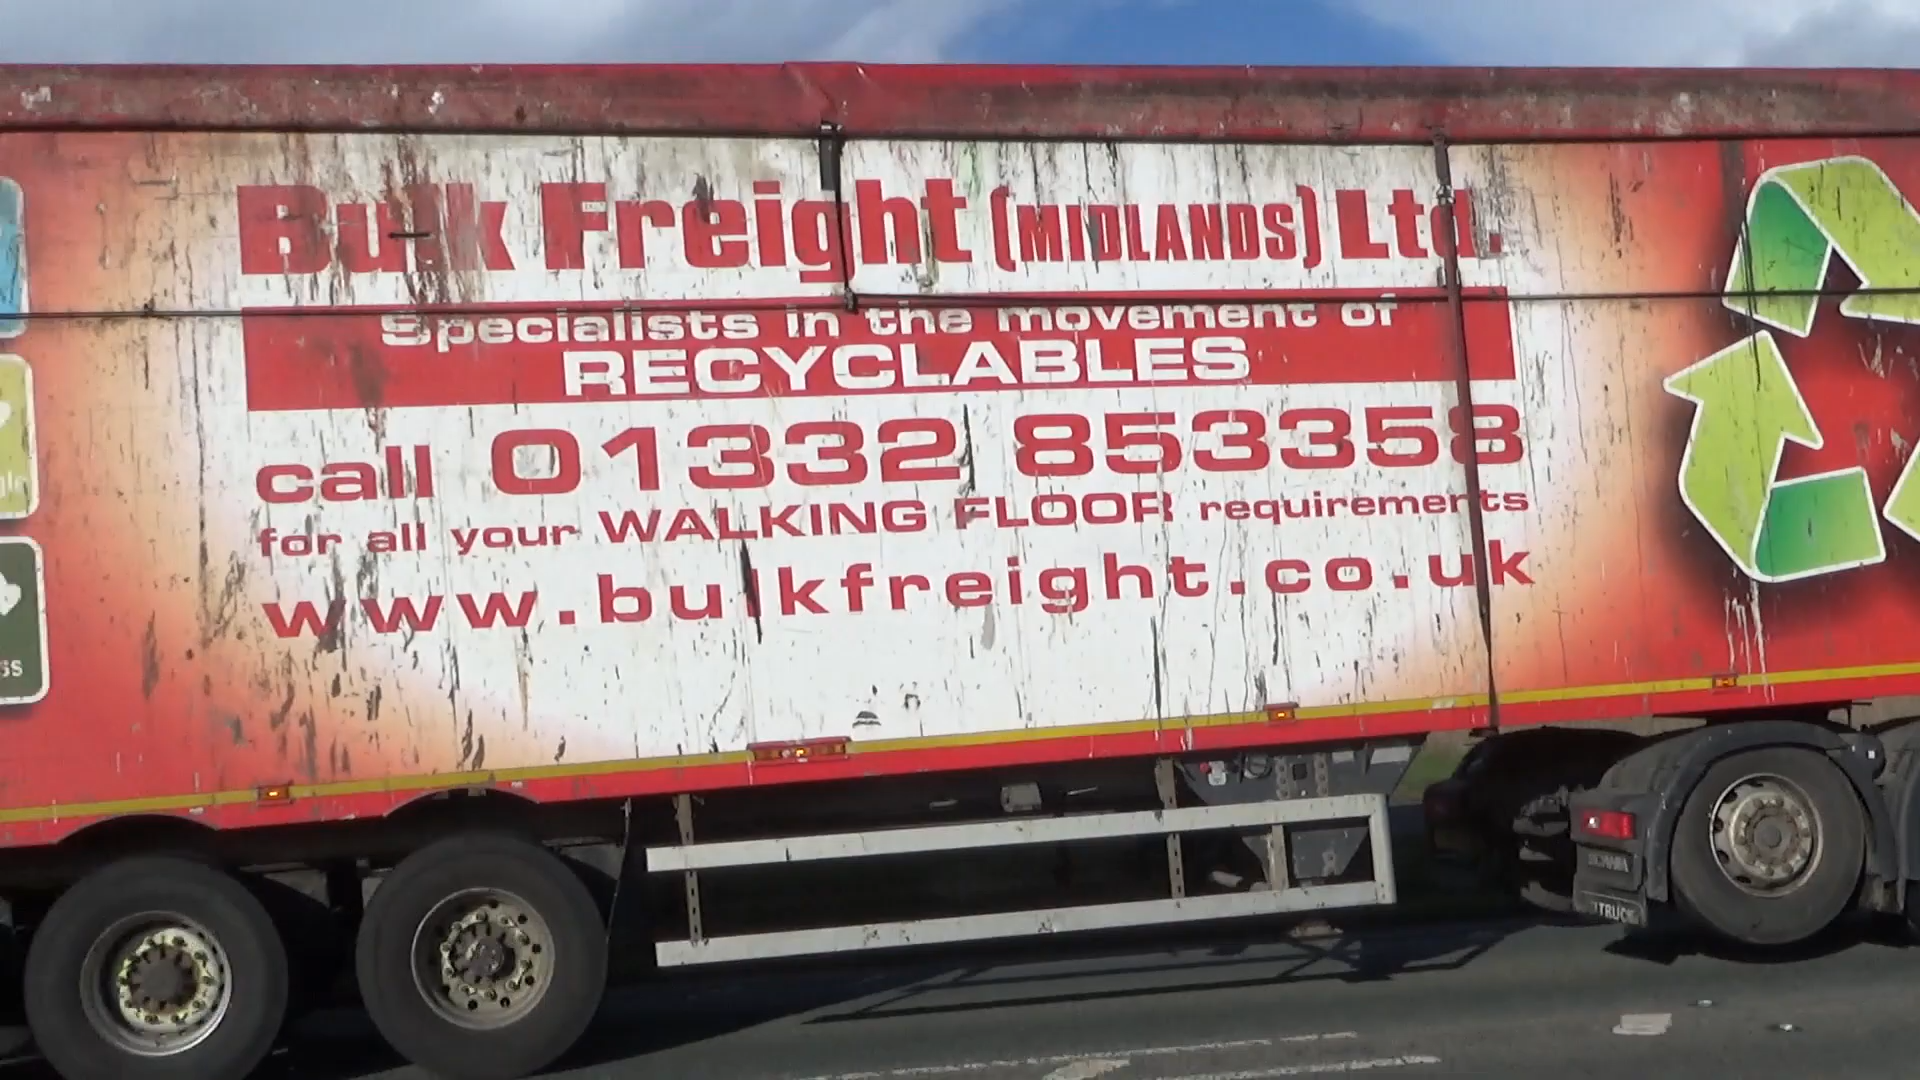 Bulk Freight (MIDLANDS) Ltd.
Specialists in the movement of
RECYCLABLES
call 01332 853358
for all your WALKING FLOOR requirements
www.bulkfreight.co.uk
SCANIA